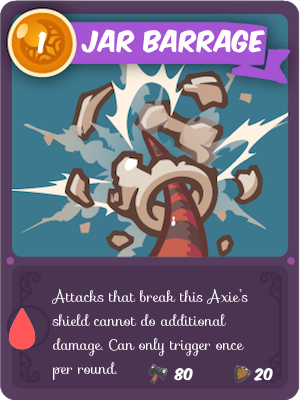 1 JAR BARRAGE
Attacks that break this Axie's
shield cannot do additional
damage. Can only trigger once
per round. 80 20